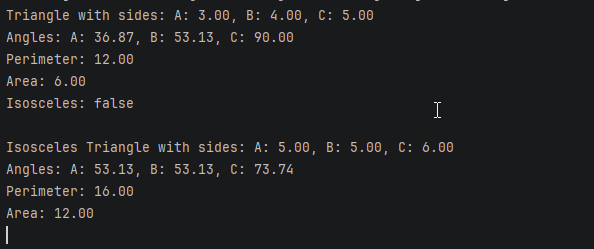 Triangle with sides: A: 3.00, B: 4.00, C: 5.00
Angles: A: 36.87, B: 53.13, C: 90.00
Perimeter: 12.00
Area: 6.00
Isosceles: false
Isosceles Triangle with sides: A: 5.00, B: 5.00, C: 6.00
Angles: A: 53.13, B: 53.13, C: 73.74
Perimeter: 16.00
Area: 12.00